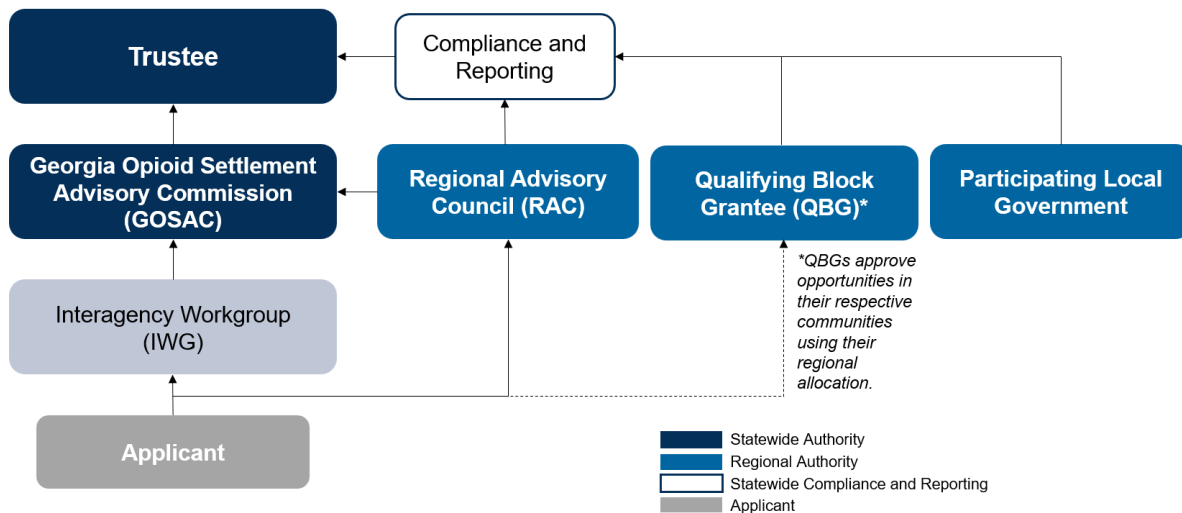 Trustee
Compliance and
Reporting
Georgia Opioid Settlement
Advisory Commission
(GOSAC)
Regional Advisory
Council (RAC)
Qualifying Block
Grantee (QBG)*
Participating Local
Government
*QBGs approve
opportunities in
their respective
communities
using their
regional
allocation.
Interagency Workgroup
(IWG)
Applicant
Statewide Authority
Regional Authority
Statewide Compliance and Reporting
Applicant